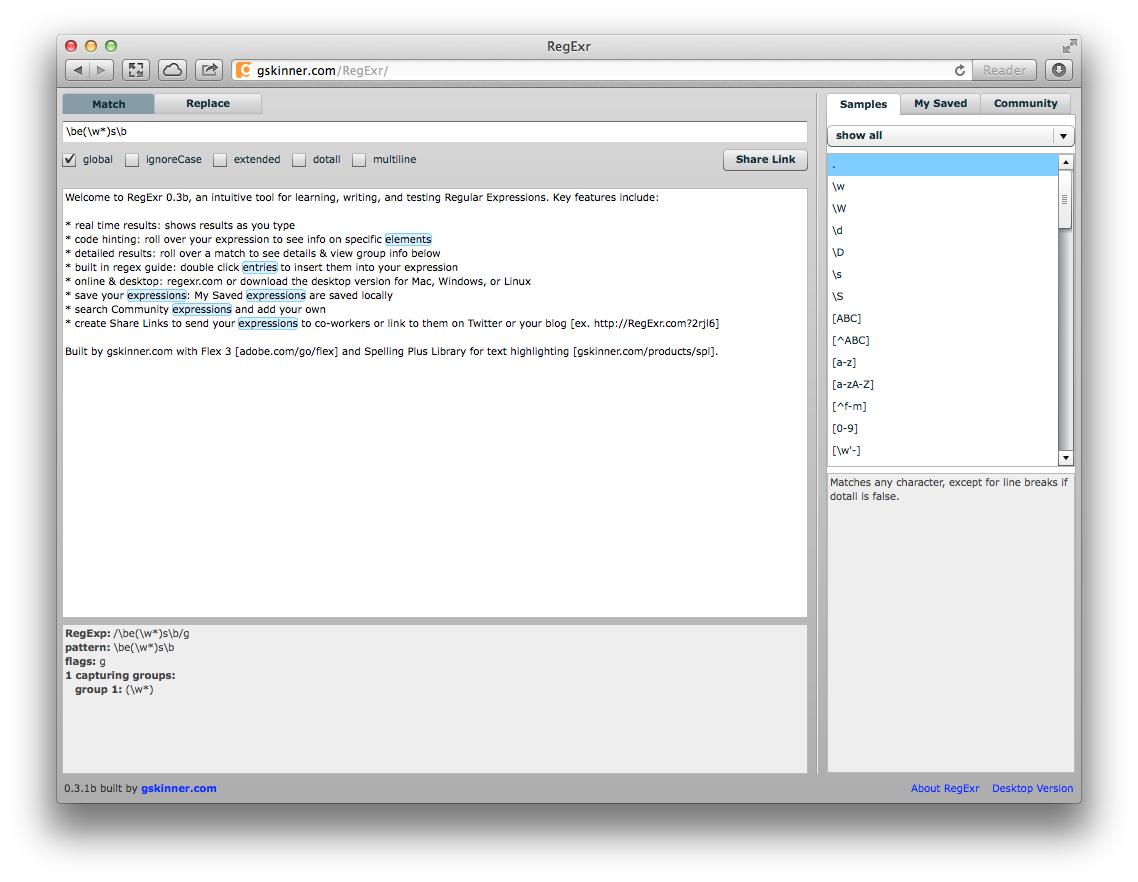 RegExr
gskinner.com/RegExr/
Reader
Match Replace
\be(\w*)s\b
global ignoreCase extended dotall multiline
Share Link
Welcome to RegExr 0.3b, an intuitive tool for learning, writing, and testing Regular Expressions. Key features include:
* real time results: shows results as you type
* code hinting: roll over your expression to see info on specific elements
* detailed results: roll over a match to see details & view group info below
* built in regex guide: double click entries to insert them into your expression
* online & desktop: regexr.com or download the desktop version for Mac, Windows, or Linux
* save your expressions: My Saved expressions are saved locally
* search Community expressions and add your own
* create Share Links to send your expressions to co-workers or link to them on Twitter or your blog [ex. http://RegExr.com?2rjl6]
Built by gskinner.com with Flex 3 [adobe.com/go/flex] and Spelling Plus Library for text highlighting [gskinner.com/products/spl].
RegExp: /\be(\w*)s\b/g
pattern: \be(\w*)s\b
flags: g
1 capturing groups:
group 1: (\w*)
Samples My Saved Community
show all
.
\w
\W
\d
\D
\s
\S
[ABC]
[^ABC]
[a-z]
[a-zA-Z]
[^f-m]
[0-9]
[\w'-]
Matches any character, except for line breaks if
dotall is false.
0.3.1b built by gskinner.com
About RegExr Desktop Version